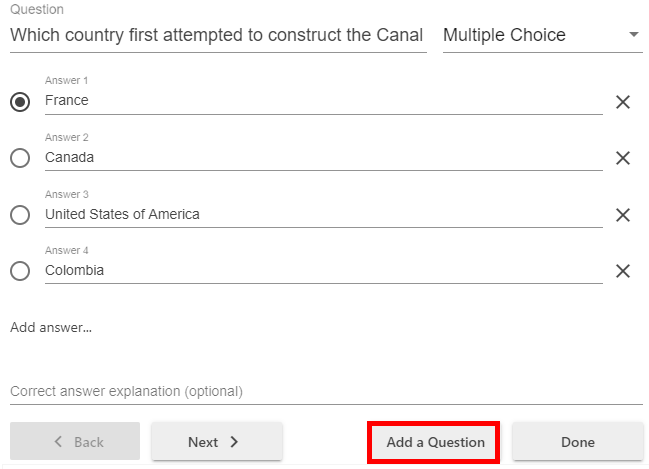 Question
Which country first attempted to construct the Canal
Multiple Choice
Answer 1
France
Answer 2
Canada
Answer 3
United States of America
Answer 4
Colombia
Add answer...
Correct answer explanation (optional)
Back
Next
Add a Question
Done